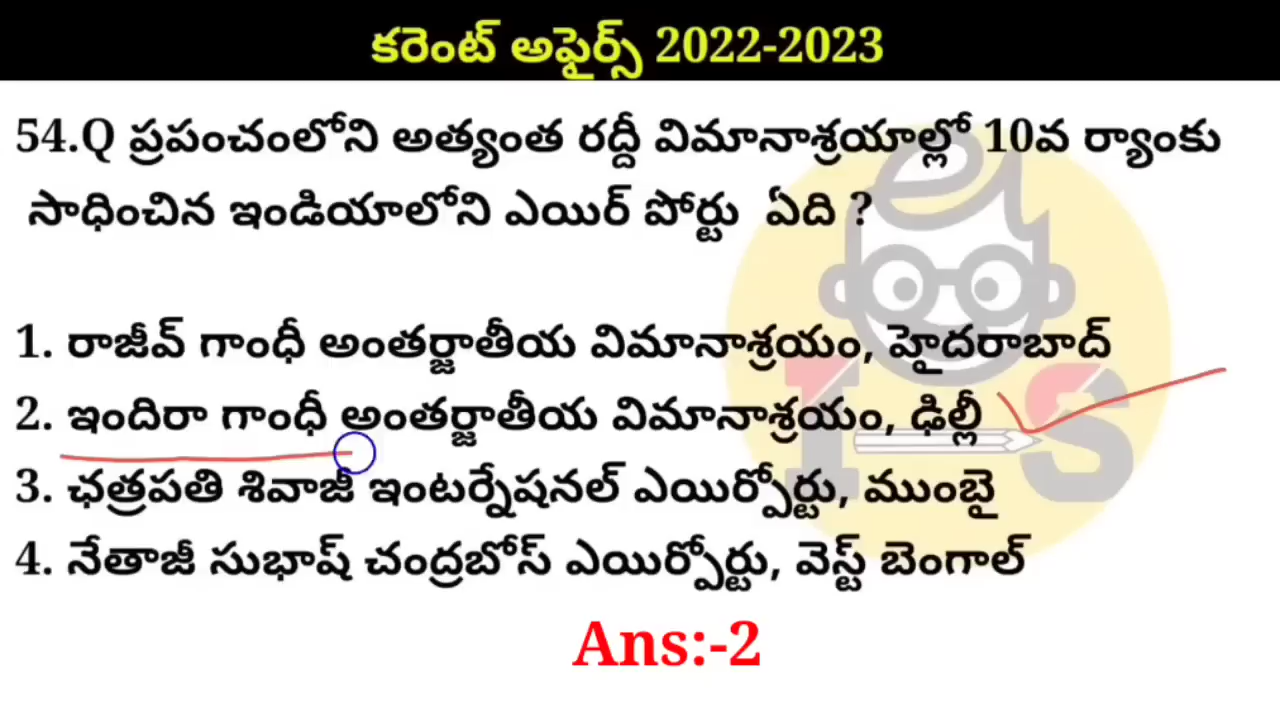 కరెంట్ అఫైర్స్ 2022-2023
54.Q ప్రపంచంలోని అత్యంత రద్దీ విమానాశ్రయాల్లో 10వ ర్యాంకు
సాధించిన ఇండియాలోని ఎయిర్ పోర్టు ఏది ?
1. రాజీవ్ గాంధీ అంతర్జాతీయ విమానాశ్రయం, హైదరాబాద్
2. ఇందిరా గాంధీ అంతర్జాతీయ విమానాశ్రయం, ఢిల్లీ
3. ఛత్రపతి శివాజీ ఇంటర్నేషనల్ ఎయిర్పోర్టు, ముంబై
4. నేతాజీ సుభాష్ చంద్రబోస్ ఎయిర్పోర్టు, వెస్ట్ బెంగాల్
Ans:-2
I S